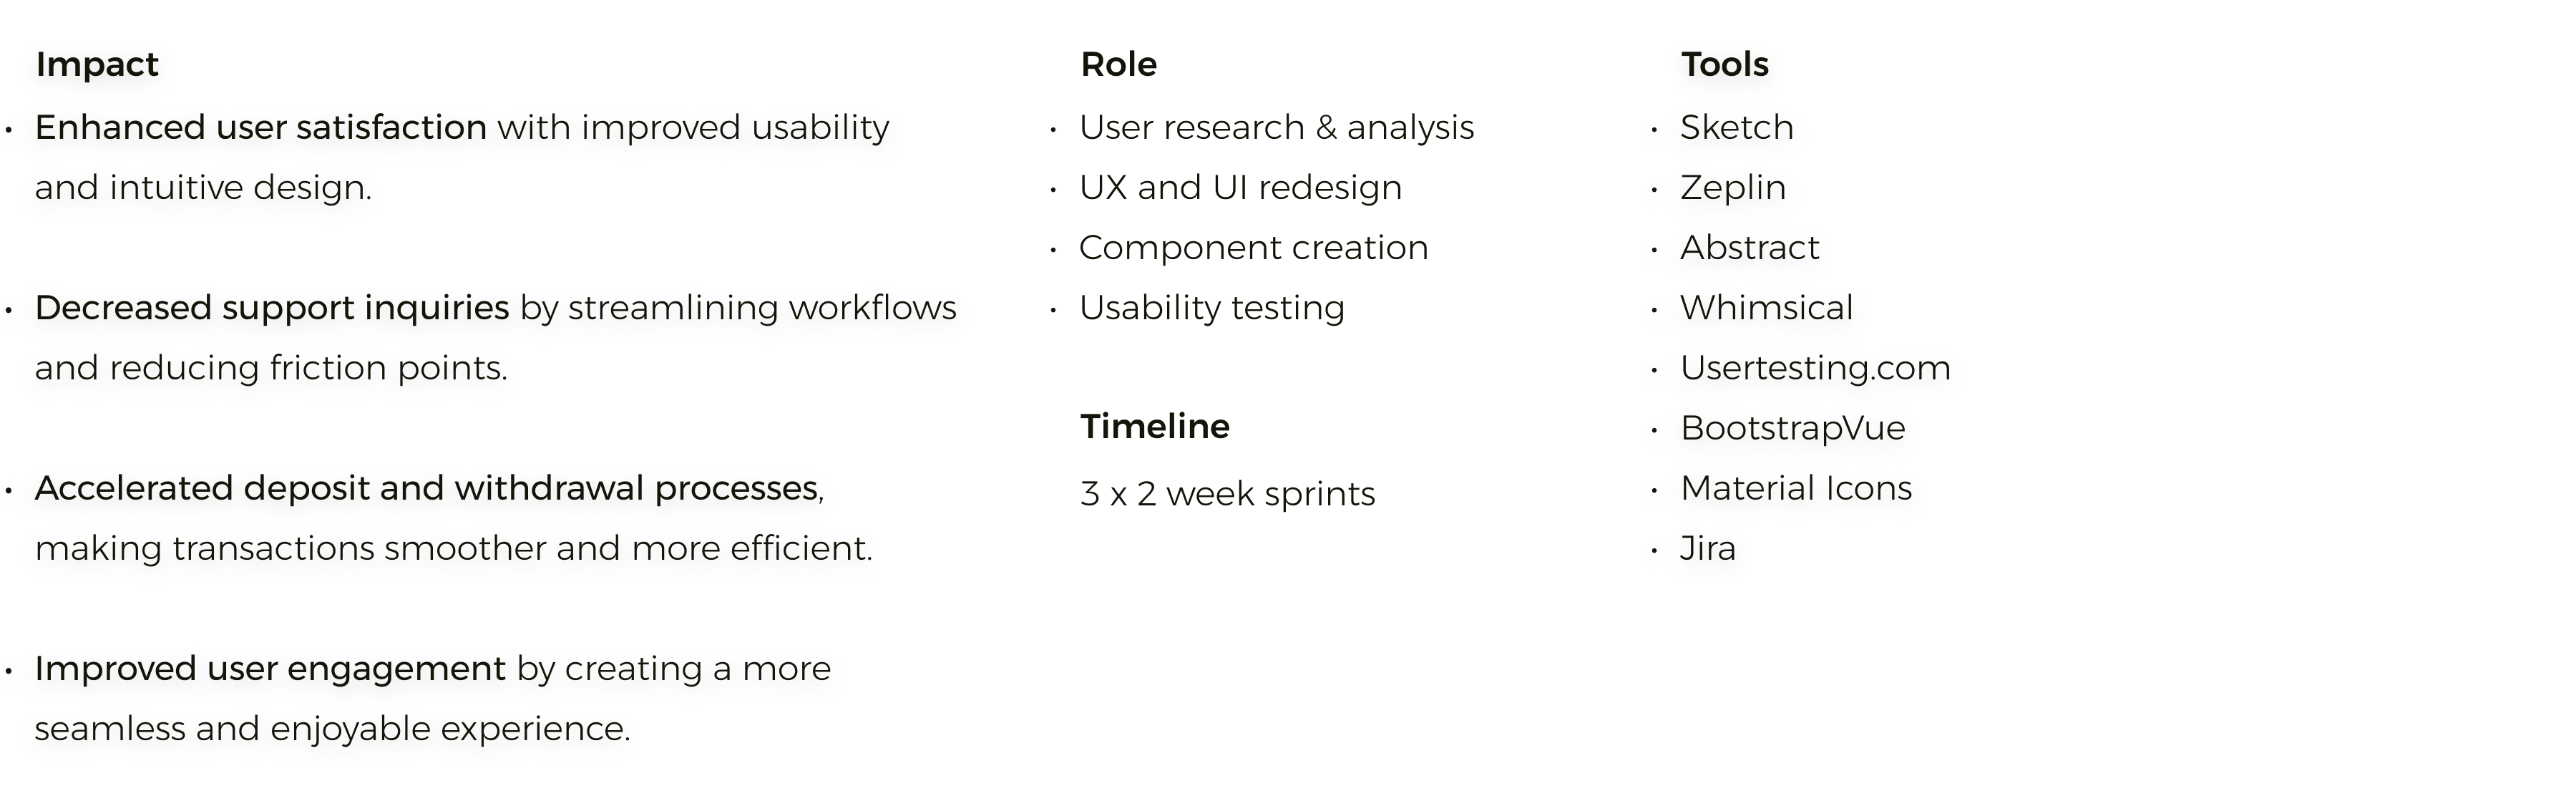 Impact
• Enhanced user satisfaction with improved usability
and intuitive design.
• Decreased support inquiries by streamlining workflows
and reducing friction points.
• Accelerated deposit and withdrawal processes,
making transactions smoother and more efficient.
• Improved user engagement by creating a more
seamless and enjoyable experience.
Role
• User research & analysis
• UX and UI redesign
• Component creation
• Usability testing
Timeline
3 x 2 week sprints
Tools
• Sketch
• Zeplin
• Abstract
• Whimsical
• Usertesting.com
• BootstrapVue
• Material Icons
• Jira